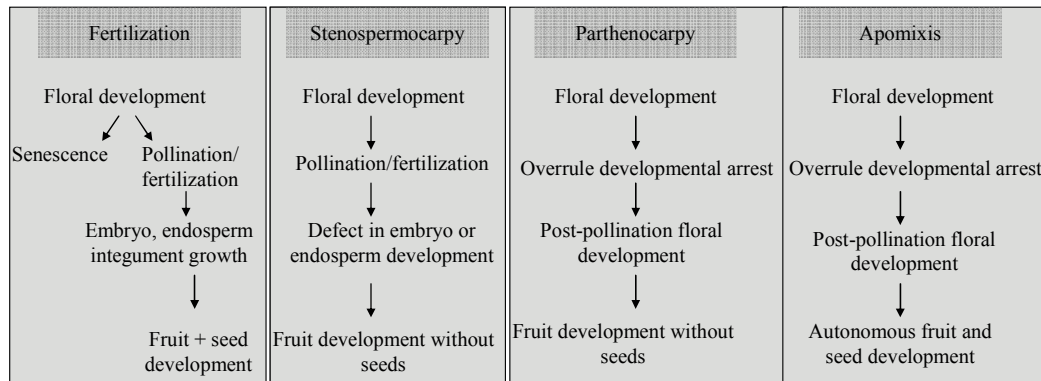 Fertilization
Floral development
Senescence
Pollination/
fertilization
Embryo, endosperm
integument growth
Fruit + seed
development
Stenospermocarpy
Floral development
Pollination/fertilization
Defect in embryo or
endosperm development
Fruit development without
seeds
Parthenocarpy
Floral development
Overrule developmental arrest
Post-pollination floral
development
Fruit development without
seeds
Apomixis
Floral development
Overrule developmental arrest
Post-pollination floral
development
Autonomous fruit and
seed development